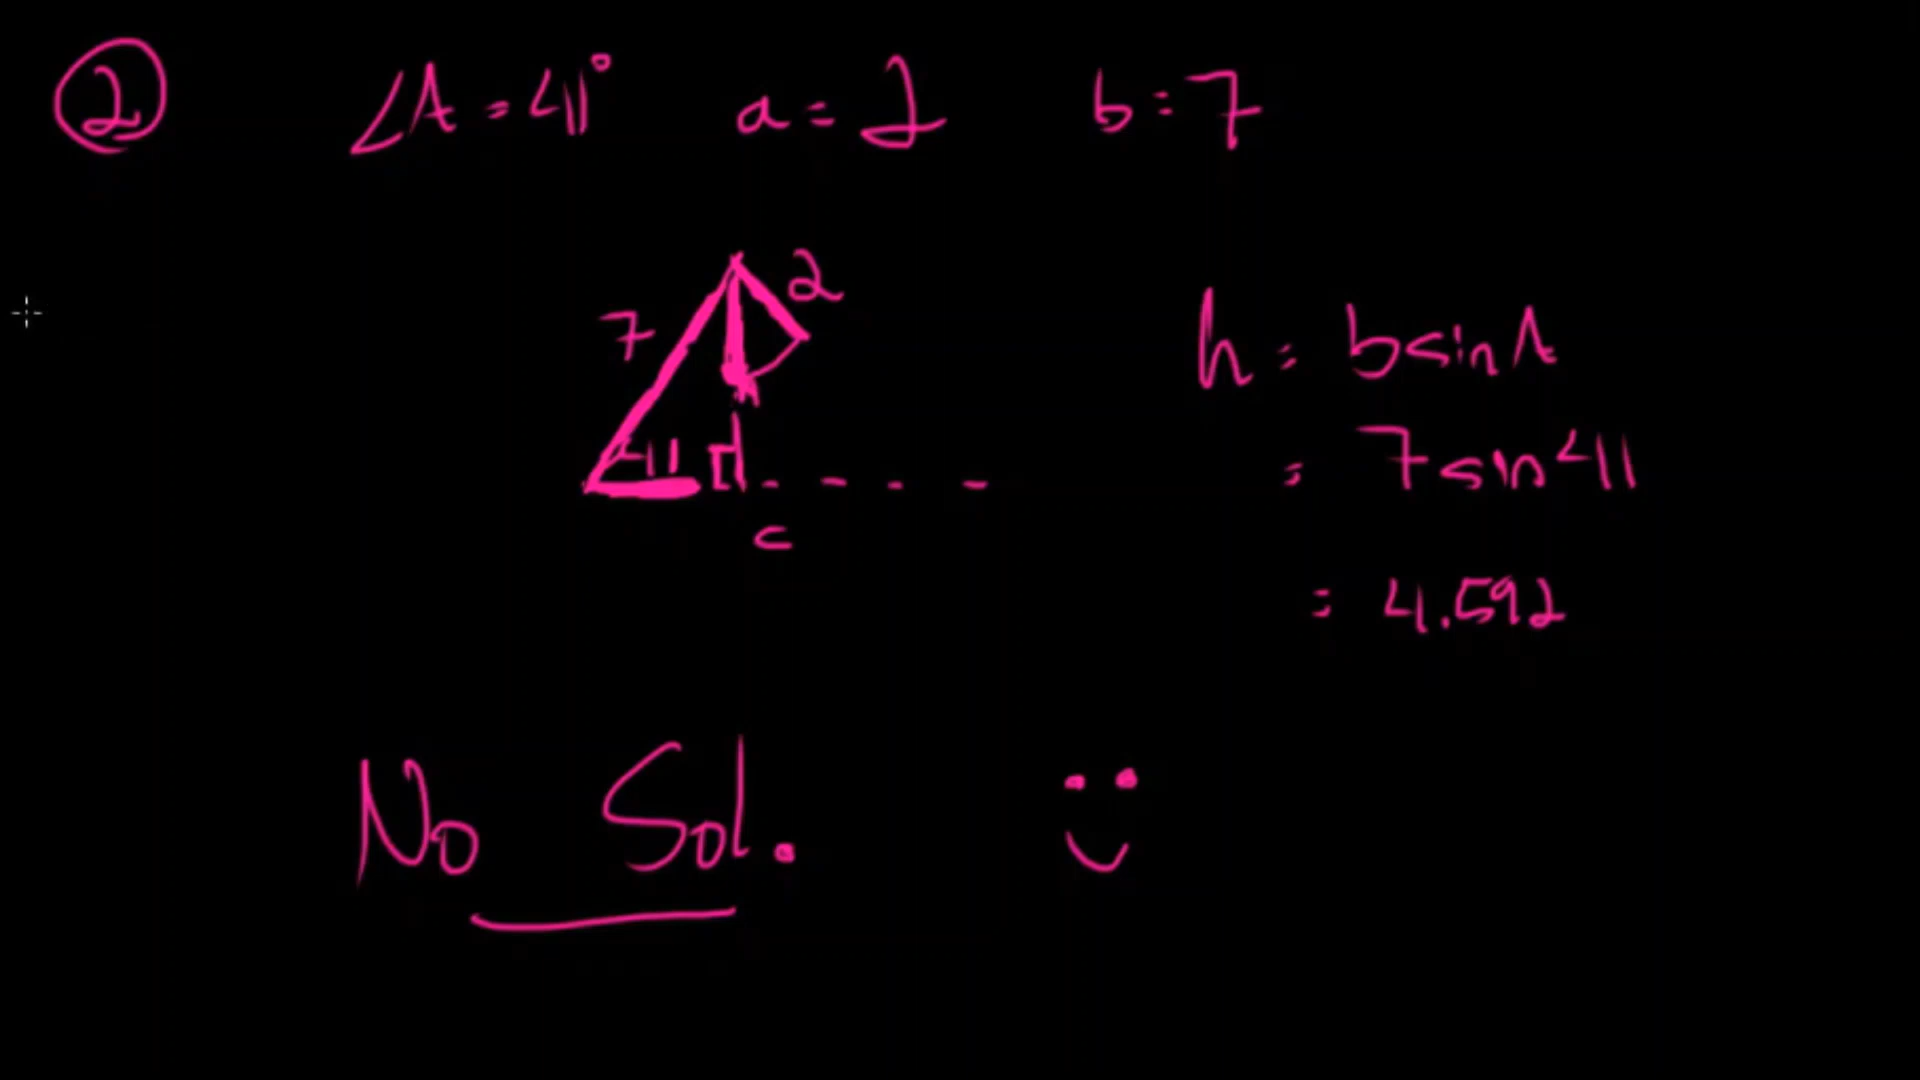 2 ∠A = 41° a = 2 b = 7
2
7
h = b sin A
h
41
= 7 sin 41
c
= 4.592
No Sol.